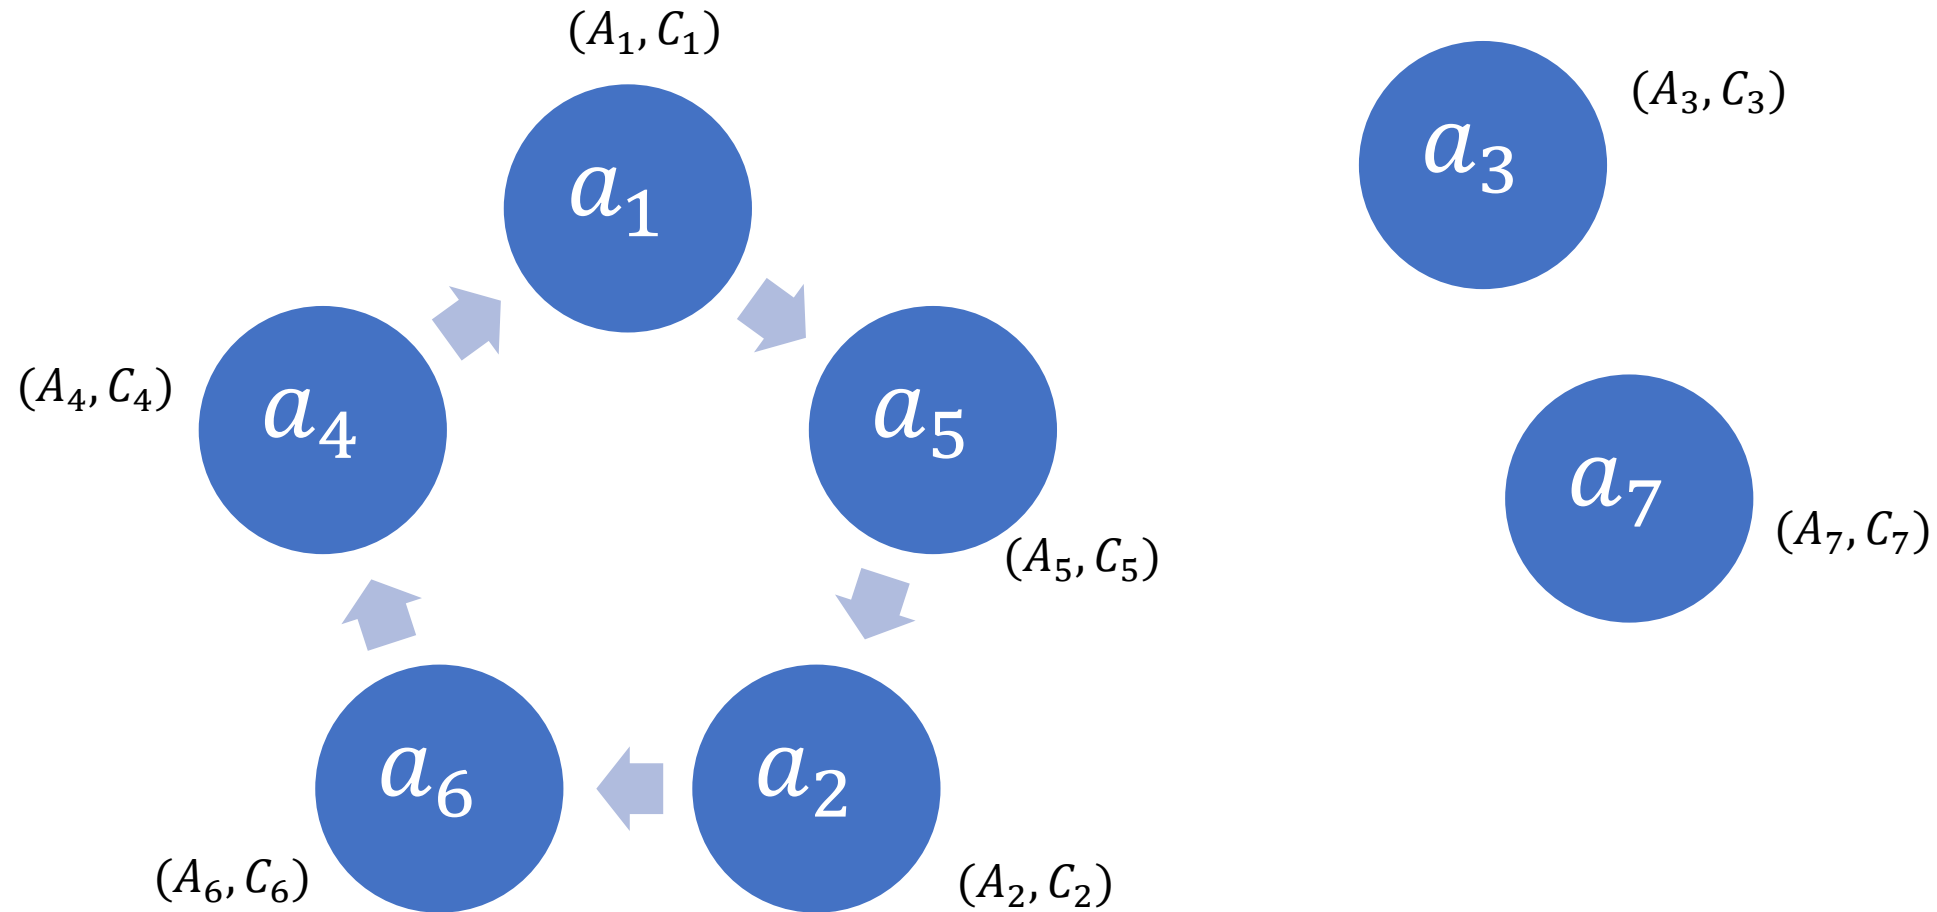 (A₁, C₁)
a₁
(A₃, C₃)
a₃
(A₄, C₄)
a₄
a₅
(A₅, C₅)
a₇
(A₇, C₇)
a₆
(A₆, C₆)
a₂
(A₂, C₂)